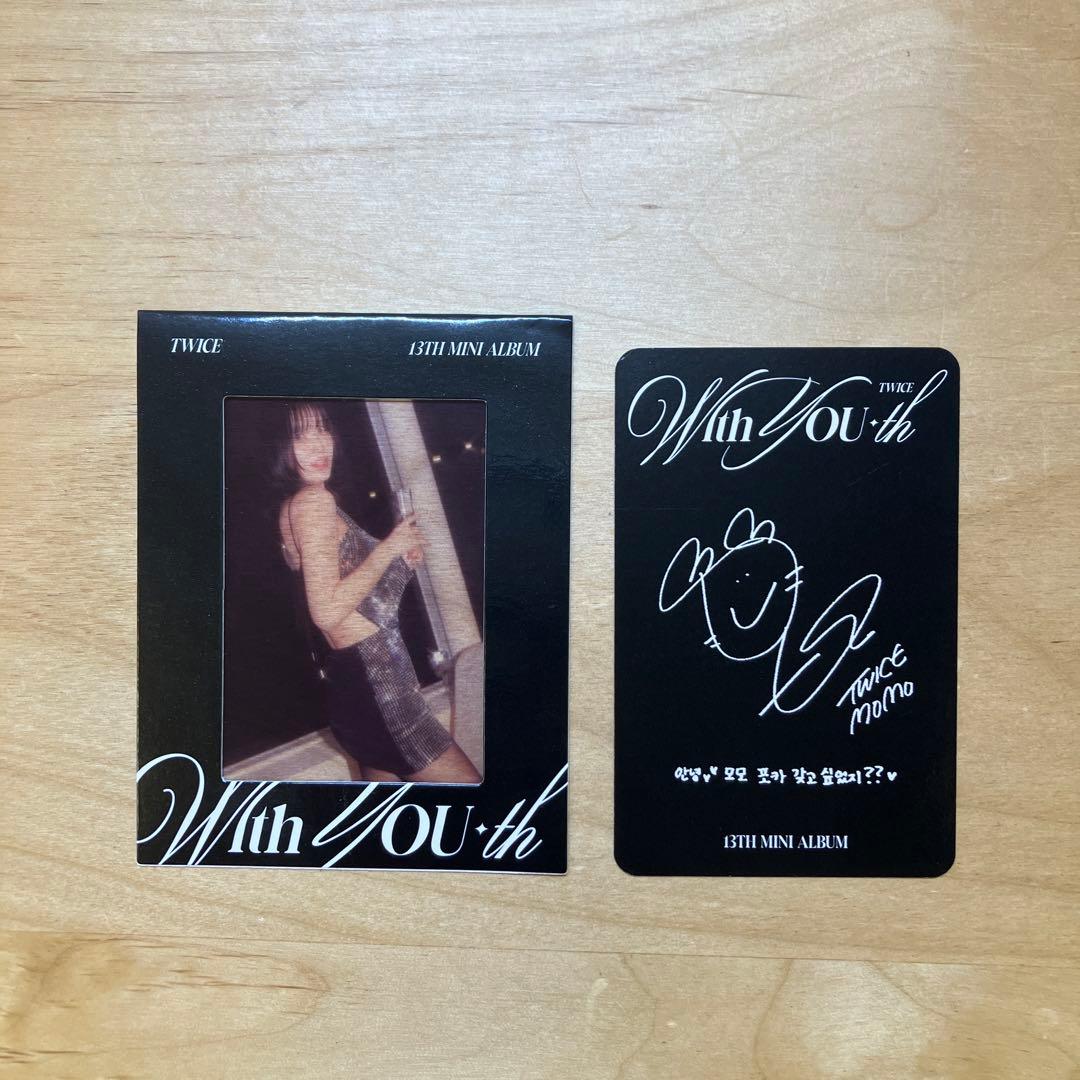 TWICE 13TH MINI ALBUM
With YOU-th
TWICE
With YOU-th
TWICE
MOMO
안녕 모모 포카 갖고 싶었지??
13TH MINI ALBUM